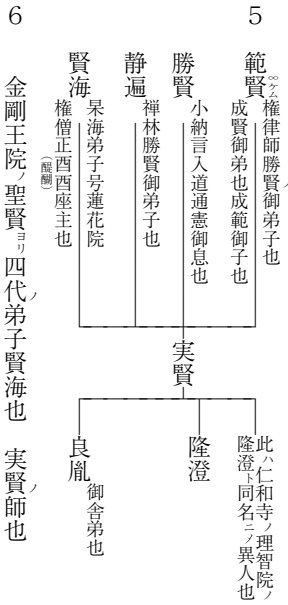 5
範賢
∞ケム
権律師勝賢ノ御弟子也
成賢御弟也成範御子也
勝賢
小納言入道通憲御息也
静遍
禅林勝賢御弟子也
賢海
杲海弟子号蓮花院
権僧正酉酉座主也
(醍醐)
実賢
此ハ仁和寺ノ理智院ノ
隆澄ト同名ニノ異人也
隆澄
良胤
御舎弟也
6
金剛王院ノ聖賢ヨリ四代ノ弟子賢海也 実賢ノ師也